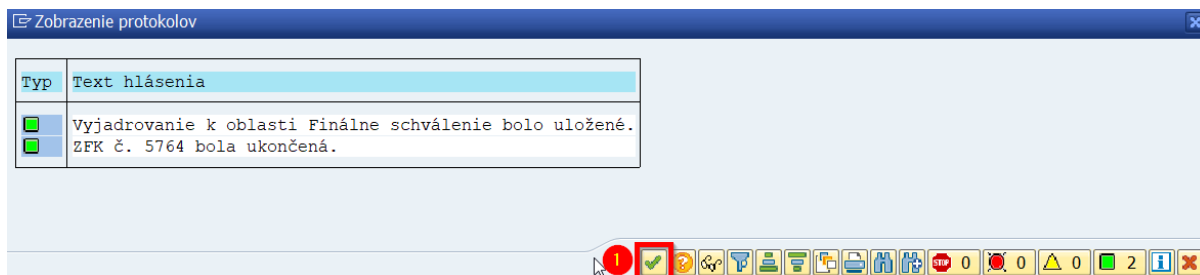 Zobrazenie protokolov
Typ Text hlásenia
Vyjadrovanie k oblasti Finálne schválenie bolo uložené.
ZFK č. 5764 bola ukončená.
1 STOP 0 0 0 2